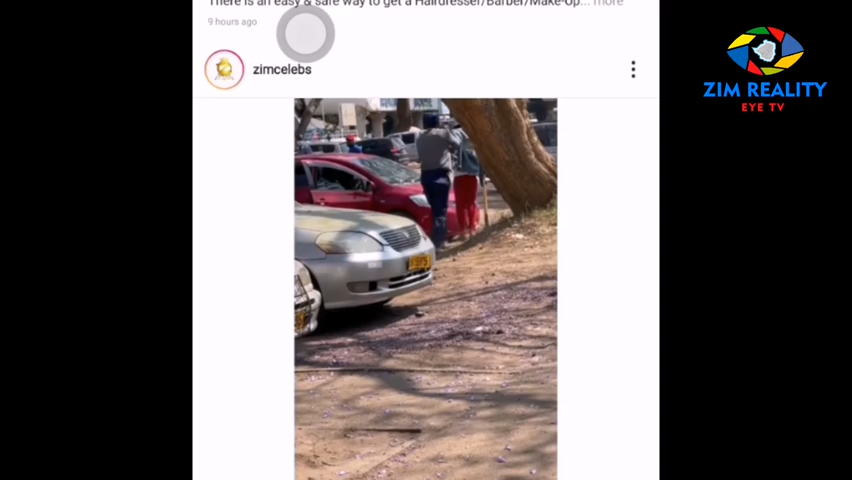 There is an easy & safe way to get a Hairdresser/Barber/Make-Up... more
9 hours ago
zimcelebs
ZIM REALITY
EYE TV